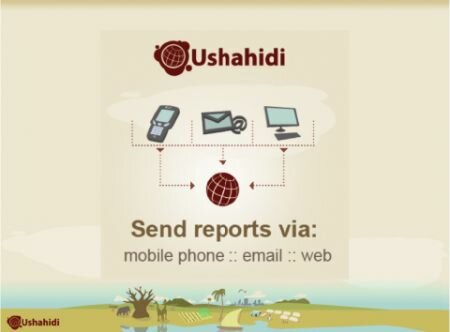 Ushahidi
@
Send reports via:
mobile phone :: email :: web
Ushahidi